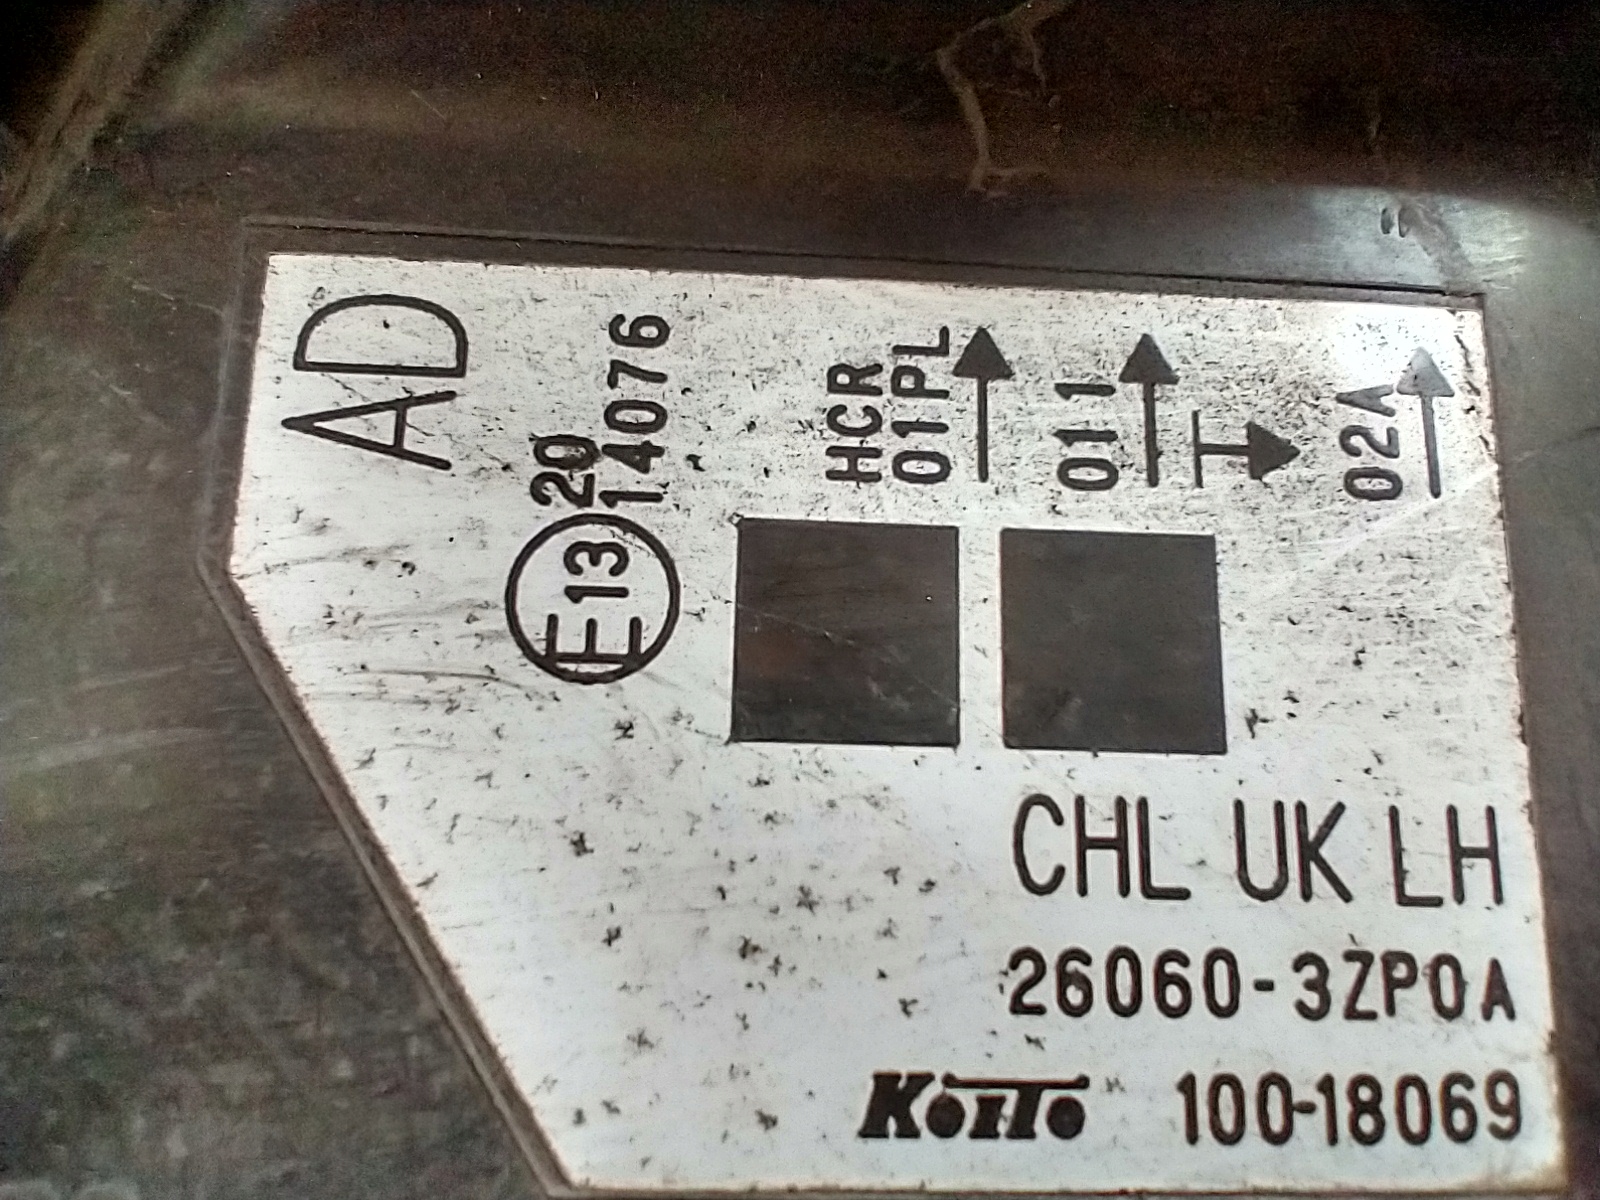 AD
E13
20
14076
HCR
01PL
011
02A
CHL UK LH
26060-3ZP0A
KOITO 100-18069